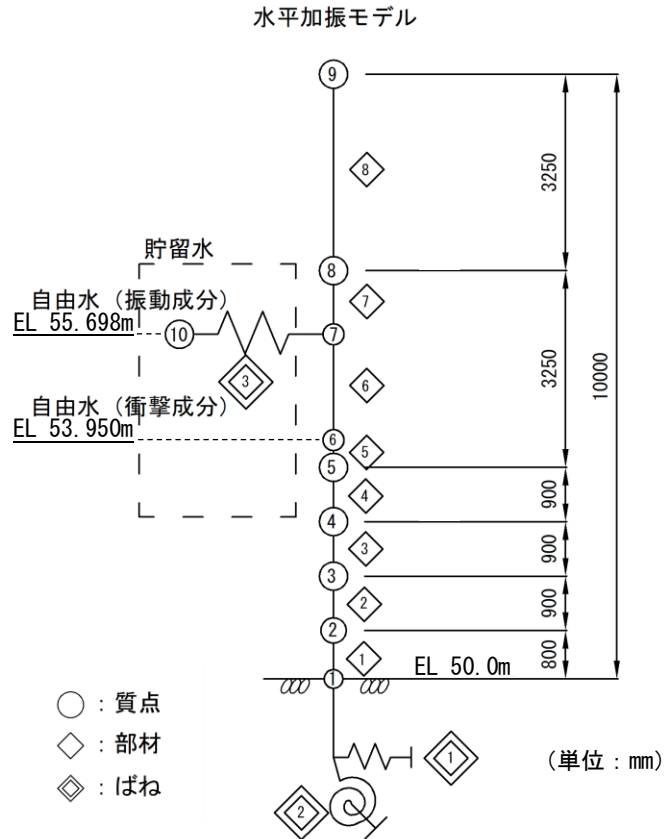 水平加振モデル
9
8
3250
貯留水
8
自由水(振動成分)
7
EL 55.698m
10
7
3
6
3250
10000
自由水(衝撃成分)
EL 53.950m
6
5
5
4
900
4
3
900
3
2
900
2
1
EL 50.0m
800
1
○：質点
◇：部材
：ばね
1
(単位：mm)
2